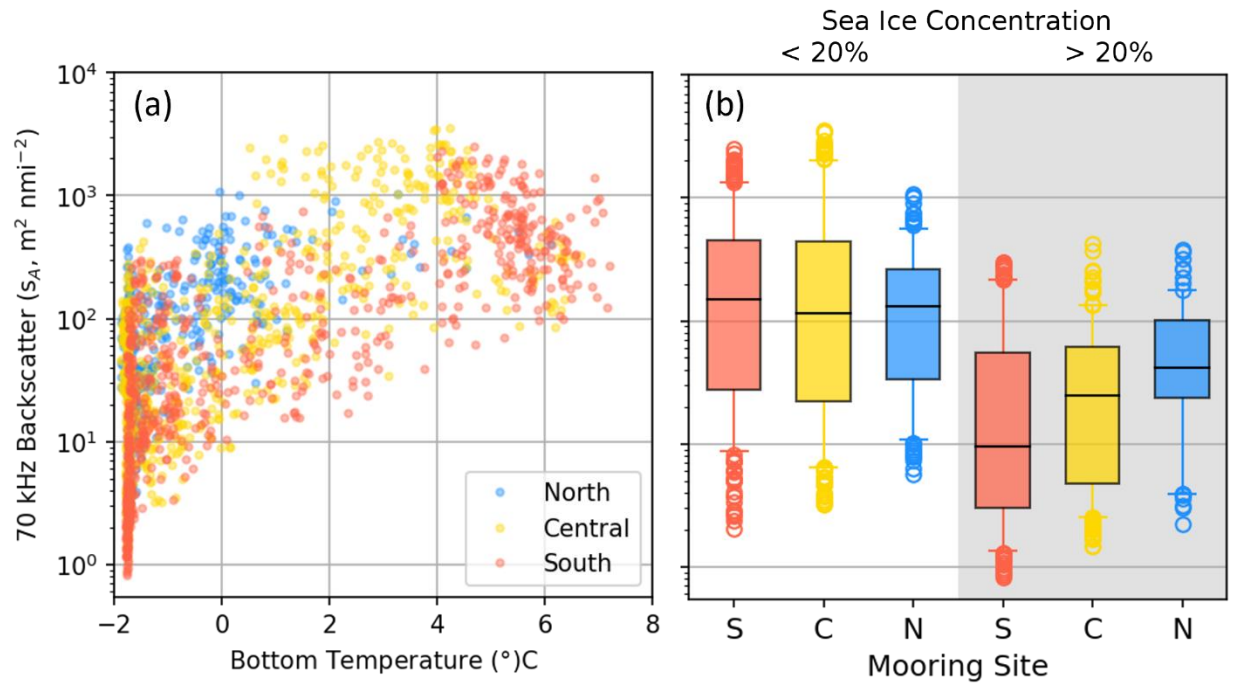 Sea Ice Concentration
< 20% > 20%
(a)
(b)
70 kHz Backscatter (s_A, m² nmi⁻²)
10⁴
10³
10²
10¹
10⁰
North
Central
South
−2 0 2 4 6 8
Bottom Temperature (°)C
S C N S C N
Mooring Site